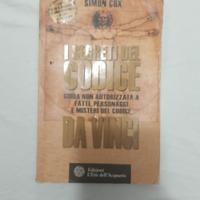 SIMON COX
I SEGRETI DEL
CODICE
GUIDA NON AUTORIZZATA A
FATTI, PERSONAGGI
E MISTERI DEL CODICE
DA VINCI
Edizioni
L'Età dell'Acquario